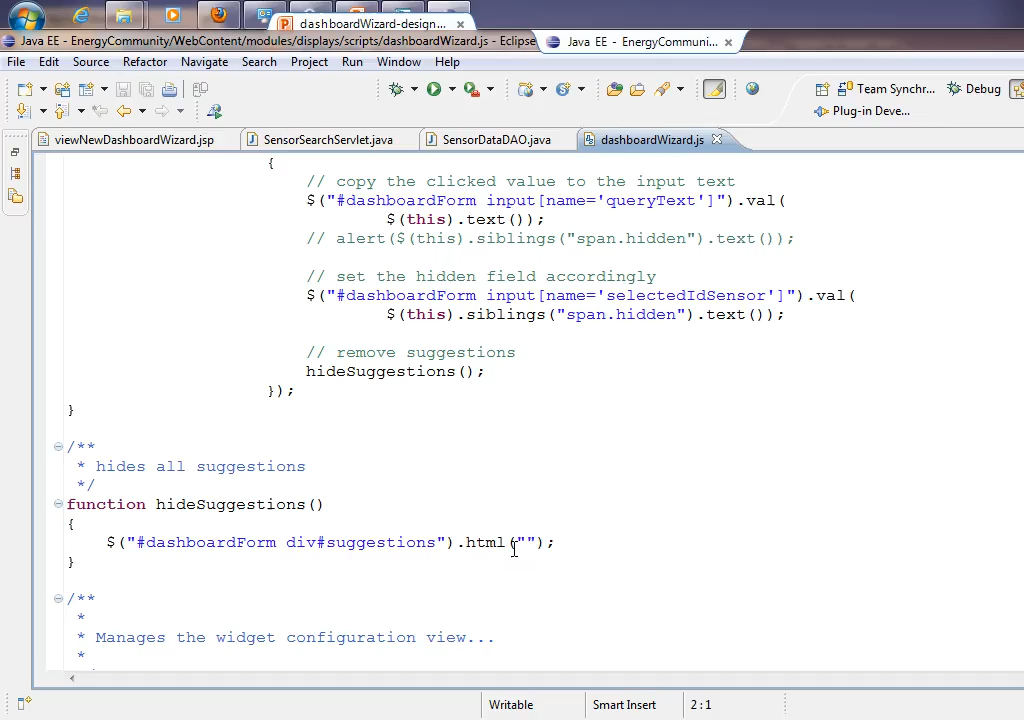 dashboardWizard-design...
Java EE - EnergyCommunity/WebContent/modules/displays/scripts/dashboardWizard.js - Eclipse
Java EE - EnergyCommuni...
File Edit Source Refactor Navigate Search Project Run Window Help
Team Synchr... Debug
Plug-in Deve...
viewNewDashboardWizard.jsp SensorSearchServlet.java SensorDataDAO.java dashboardWizard.js
{
// copy the clicked value to the input text
$("#dashboardForm input[name='queryText']").val(
$(this).text());
// alert($(this).siblings("span.hidden").text());
// set the hidden field accordingly
$("#dashboardForm input[name='selectedIdSensor']").val(
$(this).siblings("span.hidden").text());
// remove suggestions
hideSuggestions();
});
}
/**
* hides all suggestions
*/
function hideSuggestions()
{
$("#dashboardForm div#suggestions").html("");
}
/**
*
* Manages the widget configuration view...
*
Writable Smart Insert 2 : 1